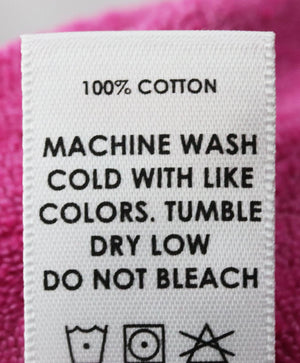 100% COTTON
MACHINE WASH
COLD WITH LIKE
COLORS. TUMBLE
DRY LOW
DO NOT BLEACH